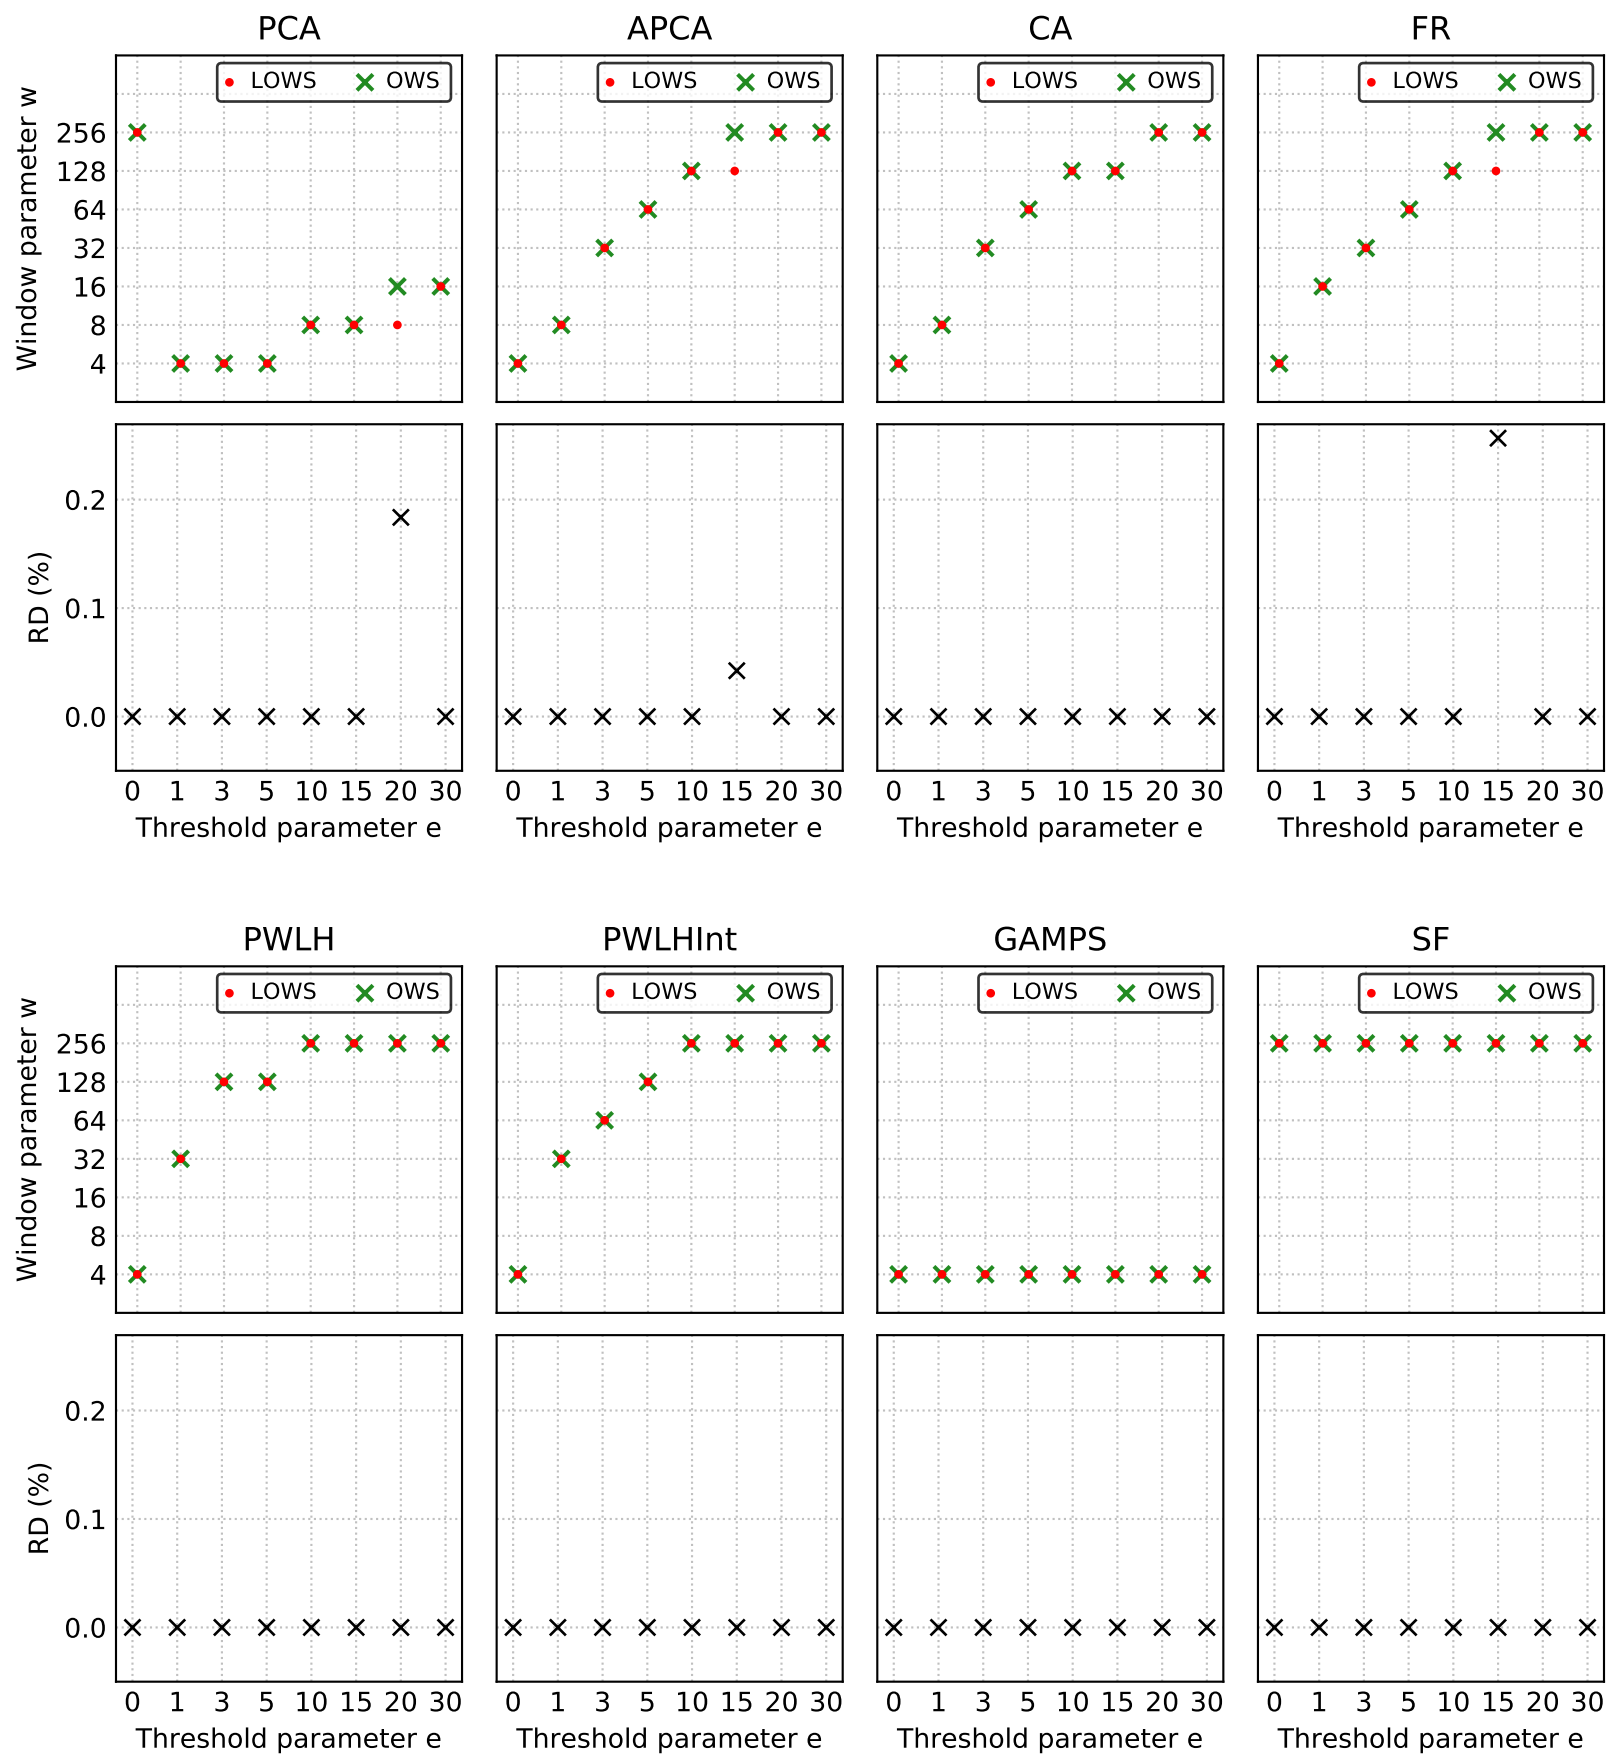 PCA APCA CA FR
LOWS OWS LOWS OWS LOWS OWS LOWS OWS
Window parameter w
256
128
64
32
16
8
4
RD (%)
0.2
0.1
0.0
0 1 3 5 10 15 20 30 0 1 3 5 10 15 20 30 0 1 3 5 10 15 20 30 0 1 3 5 10 15 20 30
Threshold parameter e Threshold parameter e Threshold parameter e Threshold parameter e
PWLH PWLHInt GAMPS SF
LOWS OWS LOWS OWS LOWS OWS LOWS OWS
Window parameter w
256
128
64
32
16
8
4
RD (%)
0.2
0.1
0.0
0 1 3 5 10 15 20 30 0 1 3 5 10 15 20 30 0 1 3 5 10 15 20 30 0 1 3 5 10 15 20 30
Threshold parameter e Threshold parameter e Threshold parameter e Threshold parameter e